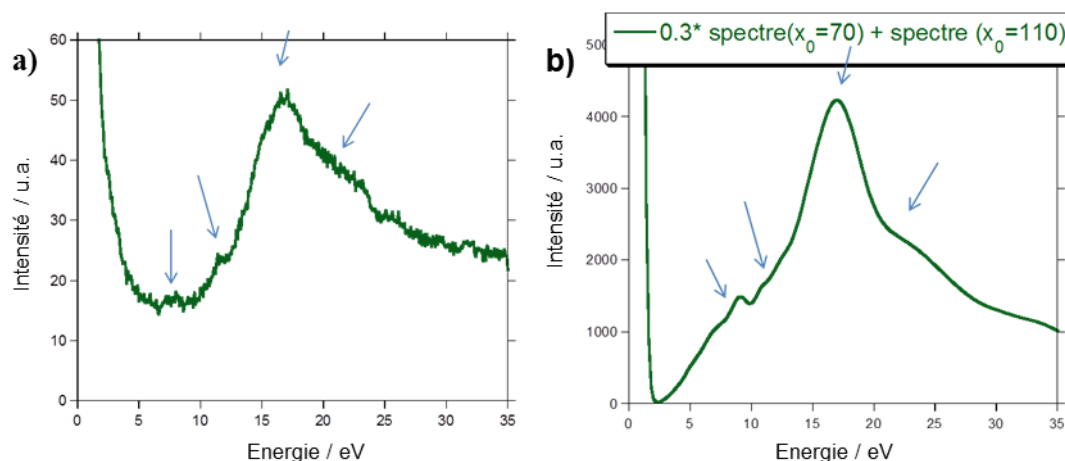 a)
60
50
40
30
20
10
0
Intensité / u.a.
0 5 10 15 20 25 30 35
Energie / eV
b)
0.3* spectre(x₀=70) + spectre (x₀=110)
5000
4000
3000
2000
1000
0
Intensité / u.a.
0 5 10 15 20 25 30 35
Energie / eV